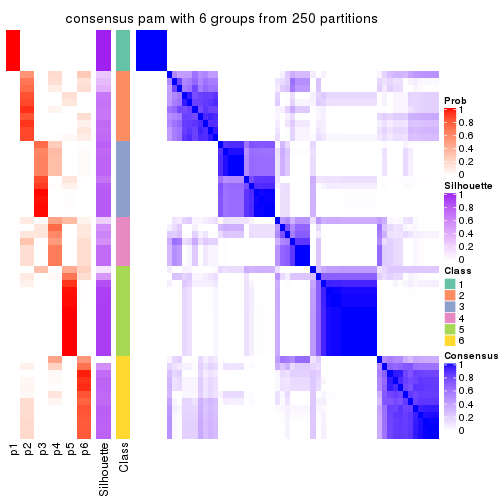 consensus pam with 6 groups from 250 partitions
Prob
1
0.8
0.6
0.4
0.2
0
Silhouette
1
0.8
0.6
0.4
0.2
0
Class
1
2
3
4
5
6
Consensus
1
0.8
0.6
0.4
0.2
0
p1
p2
p3
p4
p5
p6
Silhouette
Class